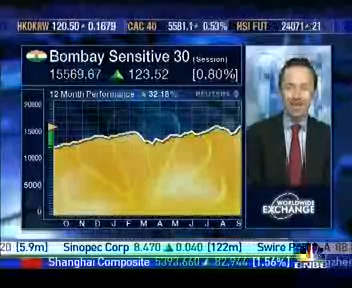 HKDKRW 120.50 0.1679 CAC 40 5581.1 0.53% HSI FUT 24071 21
Bombay Sensitive 30 (Session)
15569.67 123.52 [0.80%]
12 Month Performance 32.18% REUTERS
20000
15000
10000
5000
0
O N D J F M A M J J A S
WORLDWIDE
EXCHANGE
20 [5.9m] Sinopec Corp 8.470 0.040 [122m] Swire
Shanghai Composite 5393.660 82.944 [1.56%]
CNBC